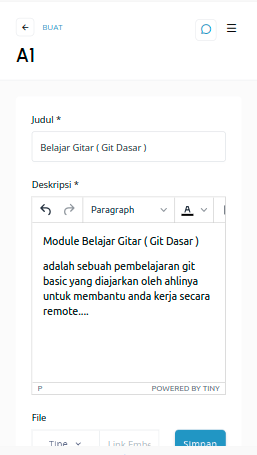 BUAT
A1
Judul *
Belajar Gitar ( Git Dasar )
Deskripsi *
Paragraph
A
Module Belajar Gitar ( Git Dasar )
adalah sebuah pembelajaran git
basic yang diajarkan oleh ahlinya
untuk membantu anda kerja secara
remote....
P POWERED BY TINY
File
Tipe Link Embe Simpan